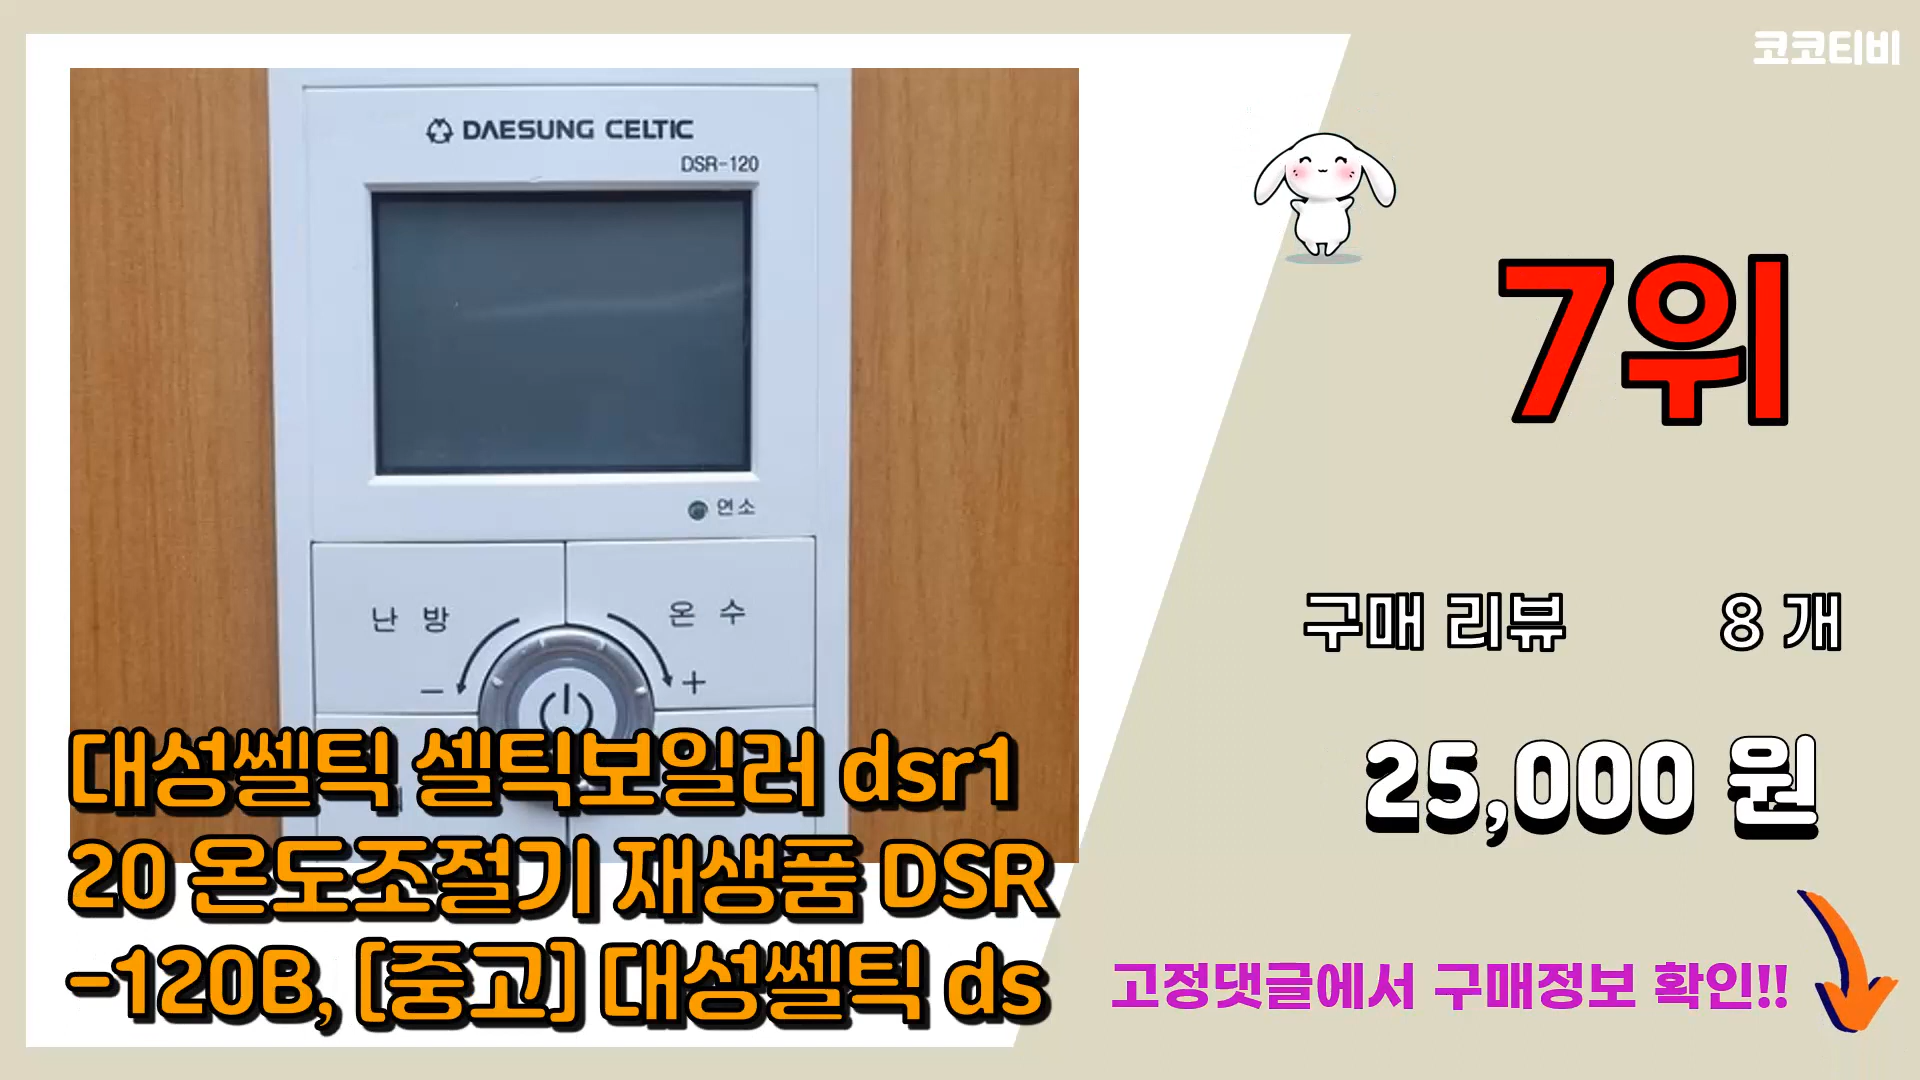 코코티비
DAESUNG CELTIC
DSR-120
연소
난방
온수
− +
7위
구매 리뷰 8 개
25,000 원
대성쎌틱 셀틱보일러 dsr1
20 온도조절기 재생품 DSR
-120B, [중고] 대성쎌틱 ds
고정댓글에서 구매정보 확인!!